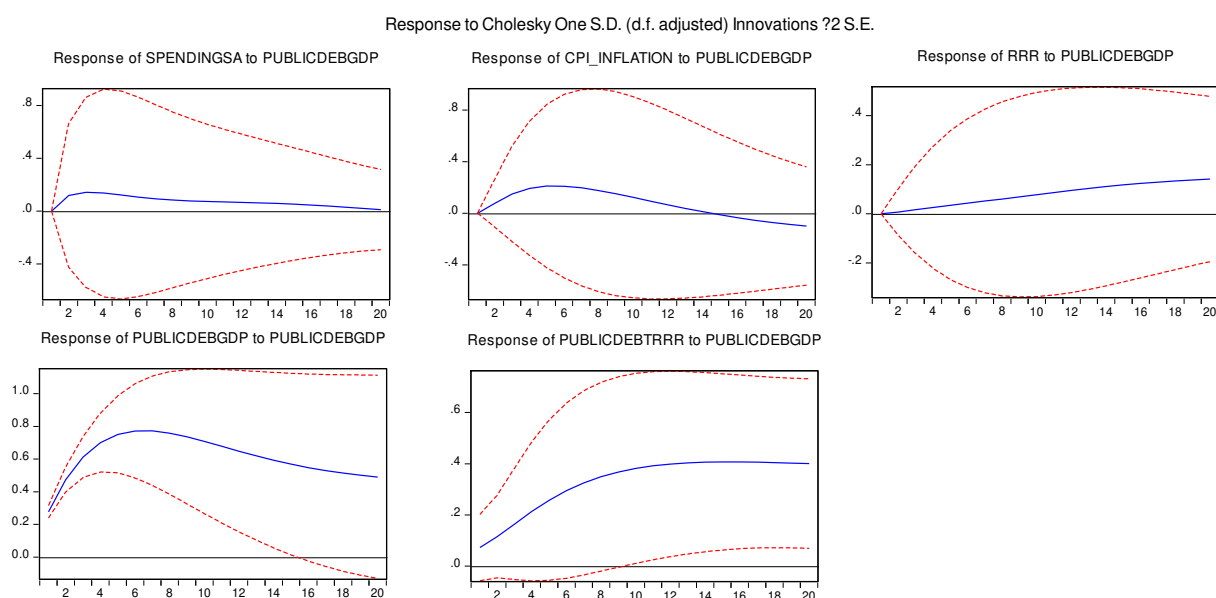 Response to Cholesky One S.D. (d.f. adjusted) Innovations ?2 S.E.
Response of SPENDINGSA to PUBLICDEBGDP
.8
.4
.0
-.4
2 4 6 8 10 12 14 16 18 20
Response of CPI_INFLATION to PUBLICDEBGDP
.8
.4
.0
-.4
2 4 6 8 10 12 14 16 18 20
Response of RRR to PUBLICDEBGDP
.4
.2
.0
-.2
2 4 6 8 10 12 14 16 18 20
Response of PUBLICDEBGDP to PUBLICDEBGDP
1.0
0.8
0.6
0.4
0.2
0.0
2 4 6 8 10 12 14 16 18 20
Response of PUBLICDEBTRRR to PUBLICDEBGDP
.6
.4
.2
.0
2 4 6 8 10 12 14 16 18 20